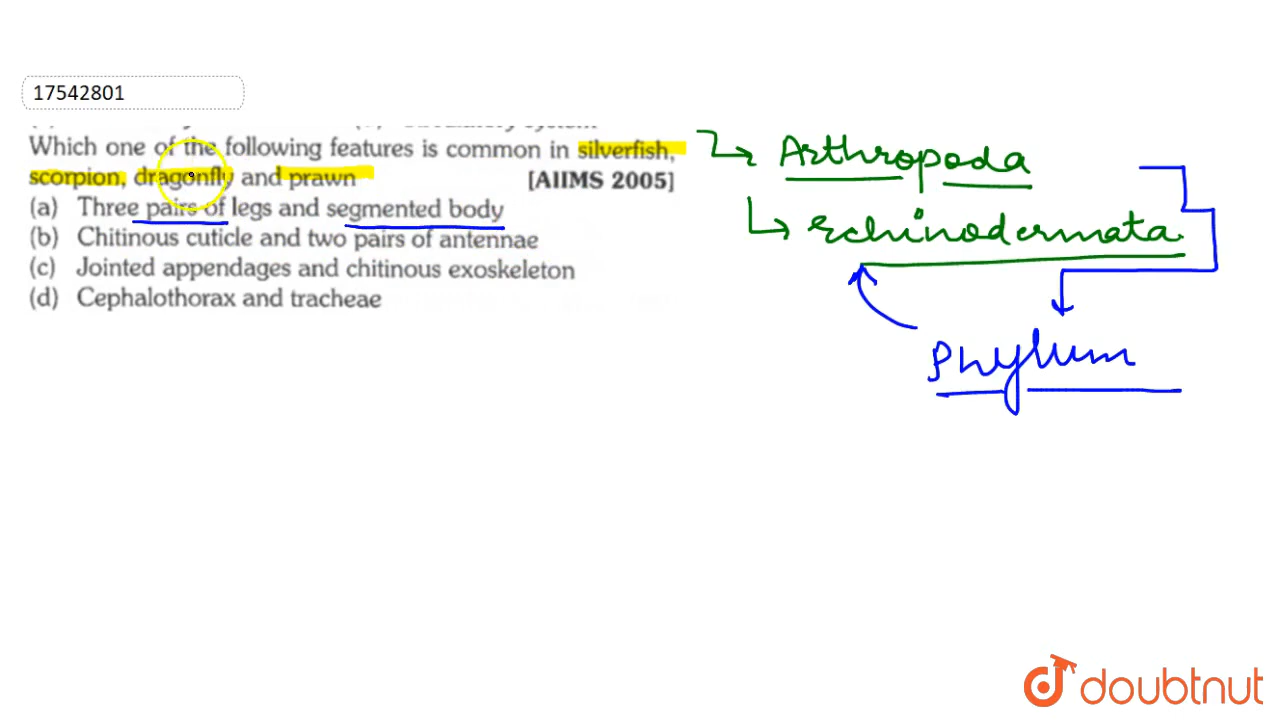 17542801
Which one of the following features is common in silverfish,
scorpion, dragonfly and prawn [AIIMS 2005]
(a) Three pairs of legs and segmented body
(b) Chitinous cuticle and two pairs of antennae
(c) Jointed appendages and chitinous exoskeleton
(d) Cephalothorax and tracheae
Arthropoda
Echinodermata
Phylum
doubtnut